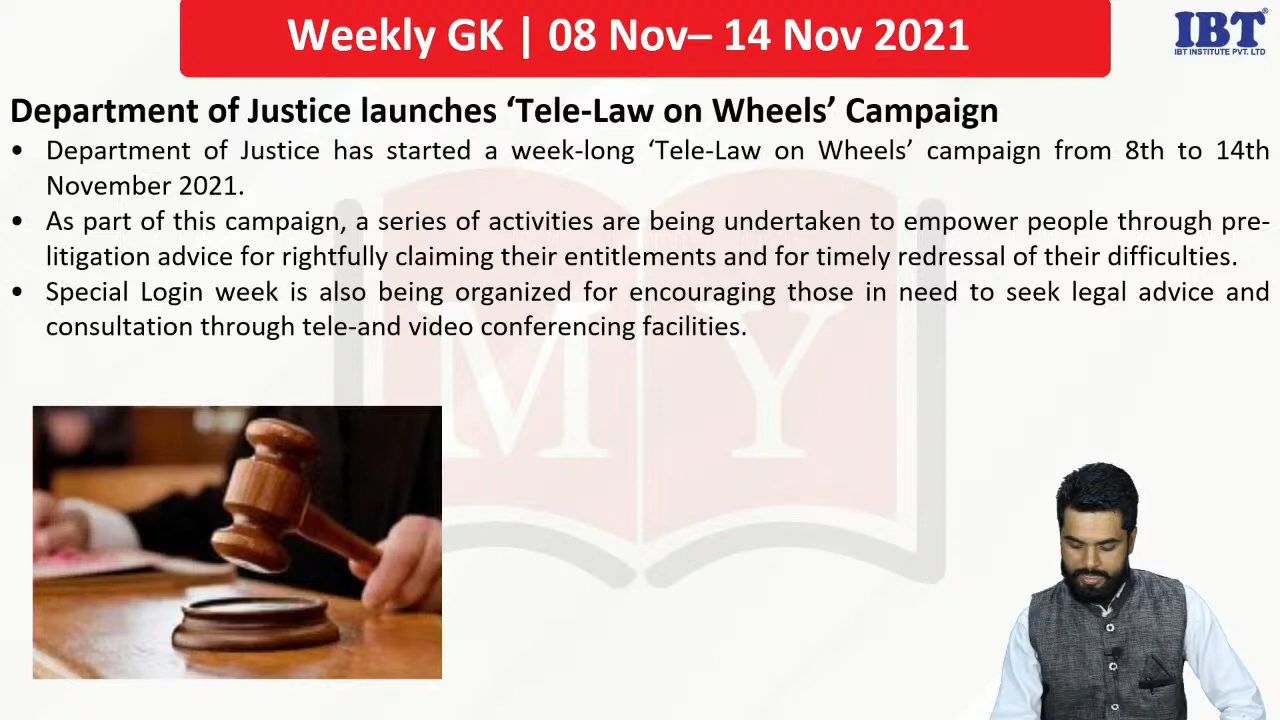 Weekly GK | 08 Nov– 14 Nov 2021
IBT®
IBT INSTITUTE PVT. LTD
Department of Justice launches ‘Tele-Law on Wheels’ Campaign
• Department of Justice has started a week-long ‘Tele-Law on Wheels’ campaign from 8th to 14th
November 2021.
• As part of this campaign, a series of activities are being undertaken to empower people through pre-
litigation advice for rightfully claiming their entitlements and for timely redressal of their difficulties.
• Special Login week is also being organized for encouraging those in need to seek legal advice and
consultation through tele-and video conferencing facilities.
M Y